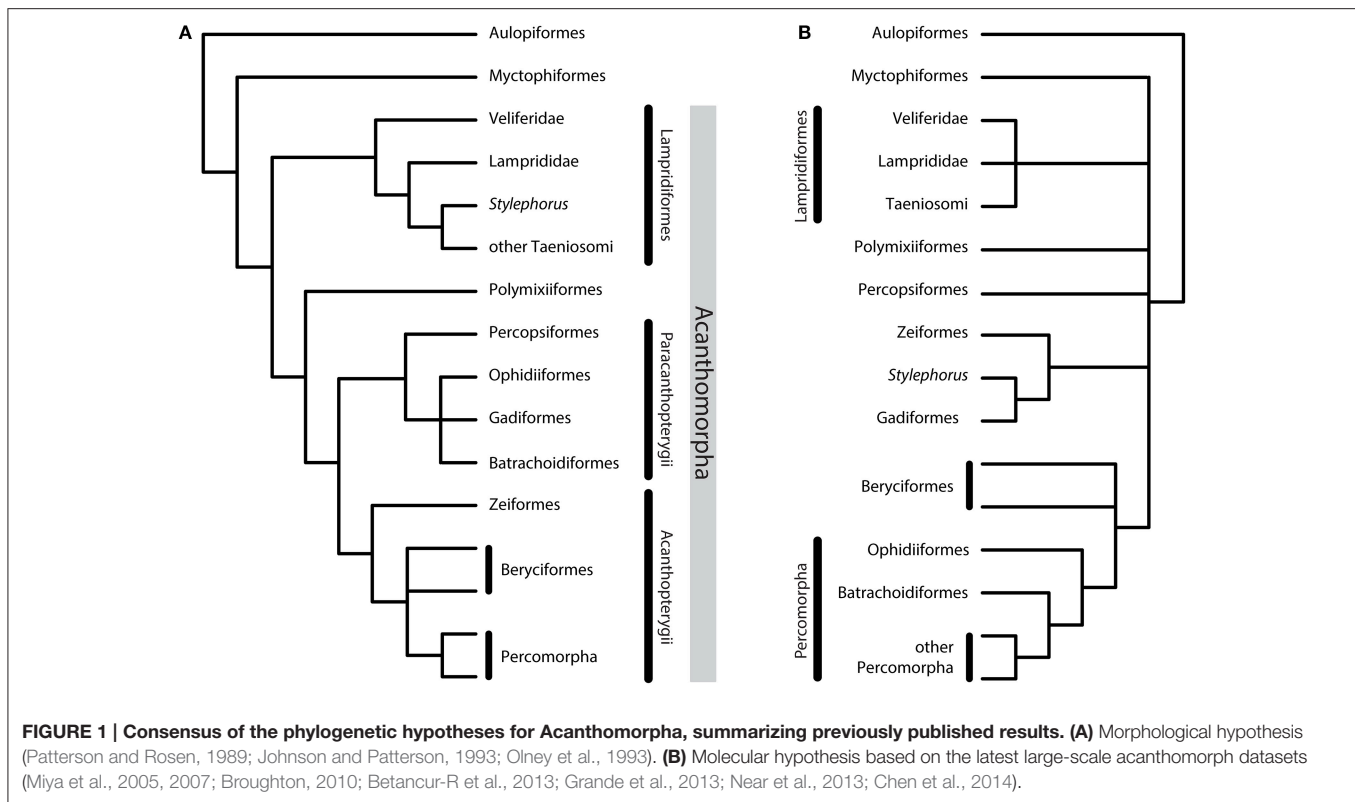 A
Aulopiformes
Myctophiformes
Veliferidae
Lamprididae
Stylephorus
other Taeniosomi
Polymixiiformes
Percopsiformes
Ophidiiformes
Gadiformes
Batrachoidiformes
Zeiformes
Beryciformes
Percomorpha
Lampridiformes
Paracanthopterygii
Acanthopterygii
Acanthomorpha
B
Aulopiformes
Myctophiformes
Veliferidae
Lamprididae
Taeniosomi
Polymixiiformes
Percopsiformes
Zeiformes
Stylephorus
Gadiformes
Beryciformes
Ophidiiformes
Batrachoidiformes
other
Percomorpha
Lampridiformes
Percomorpha
FIGURE 1 | Consensus of the phylogenetic hypotheses for Acanthomorpha, summarizing previously published results. (A) Morphological hypothesis
(Patterson and Rosen, 1989; Johnson and Patterson, 1993; Olney et al., 1993). (B) Molecular hypothesis based on the latest large-scale acanthomorph datasets
(Miya et al., 2005, 2007; Broughton, 2010; Betancur-R et al., 2013; Grande et al., 2013; Near et al., 2013; Chen et al., 2014).